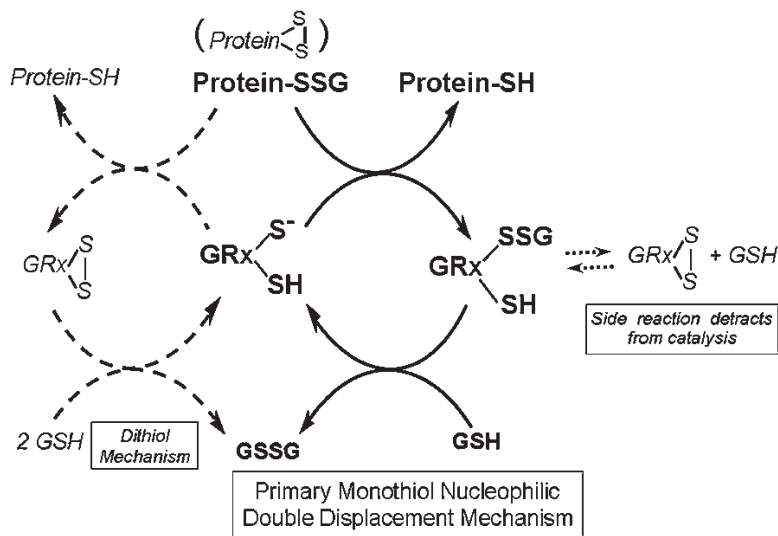 (Protein S S)
Protein-SH
Protein-SSG
Protein-SH
GRx S S
GRx S- SH
GRx SSG SH
GRx S S + GSH
Side reaction detracts
from catalysis
2 GSH
Dithiol
Mechanism
GSSG
GSH
Primary Monothiol Nucleophilic
Double Displacement Mechanism